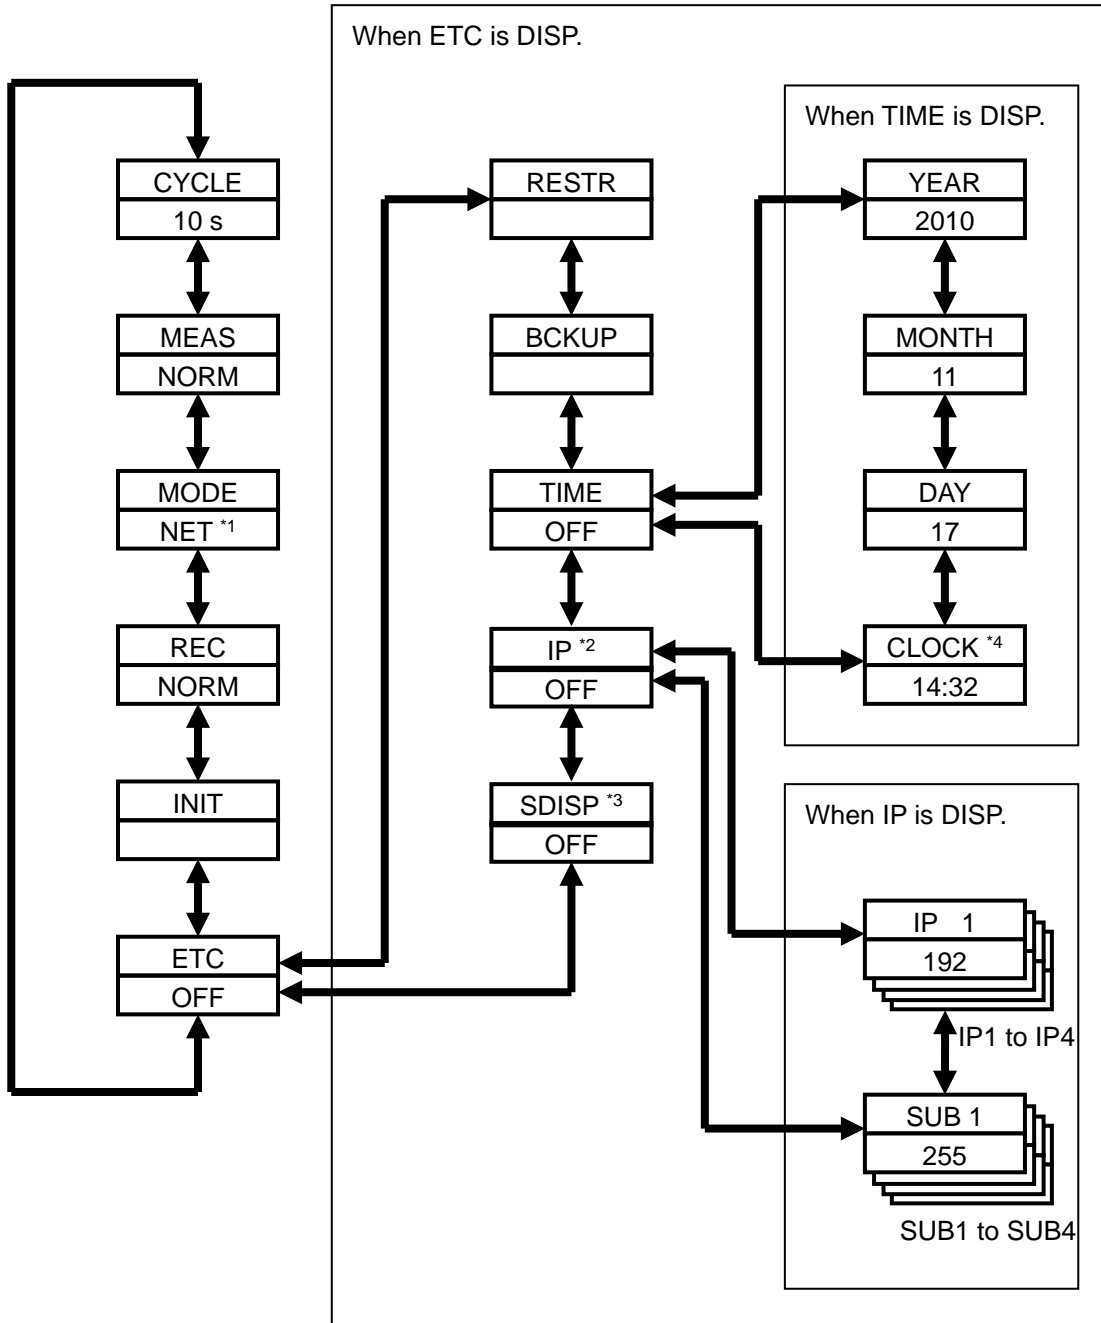 When ETC is DISP.
CYCLE
10 s
MEAS
NORM
MODE
NET *1
REC
NORM
INIT
ETC
OFF
RESTR
BCKUP
TIME
OFF
IP *2
OFF
SDISP *3
OFF
When TIME is DISP.
YEAR
2010
MONTH
11
DAY
17
CLOCK *4
14:32
When IP is DISP.
IP 1
192
IP1 to IP4
SUB 1
255
SUB1 to SUB4